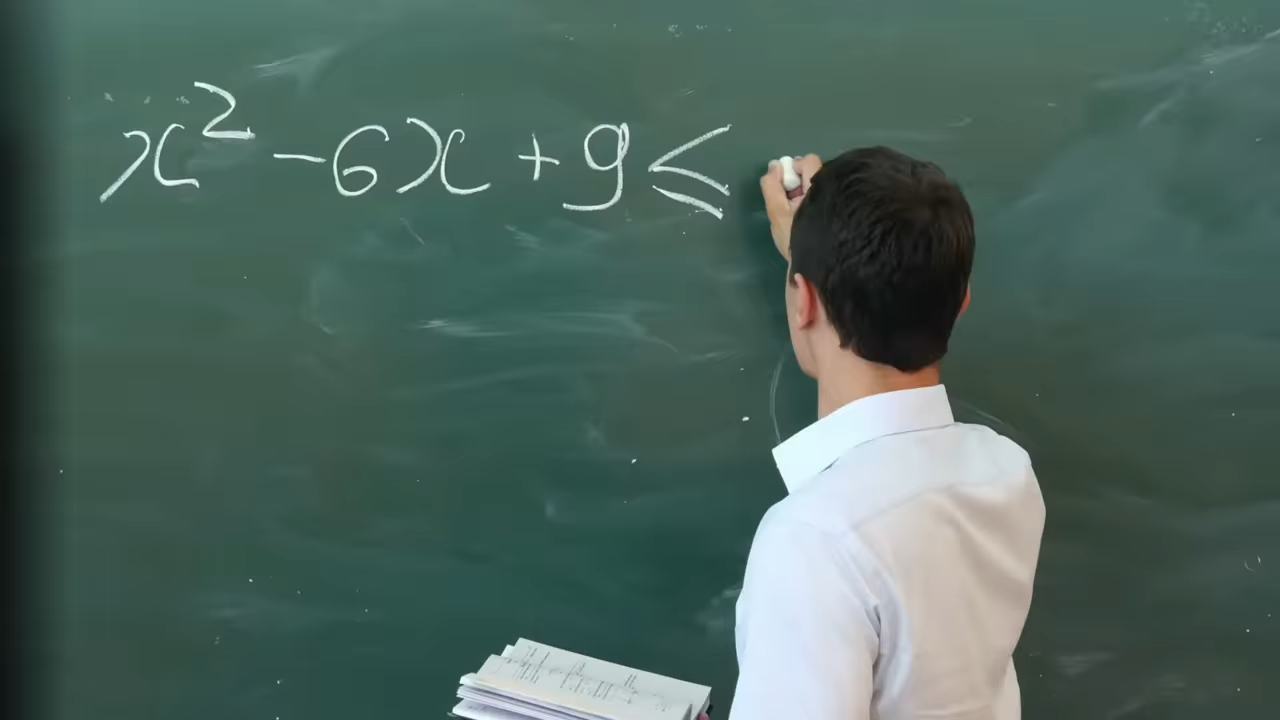 x² - 6x + 9 ≤